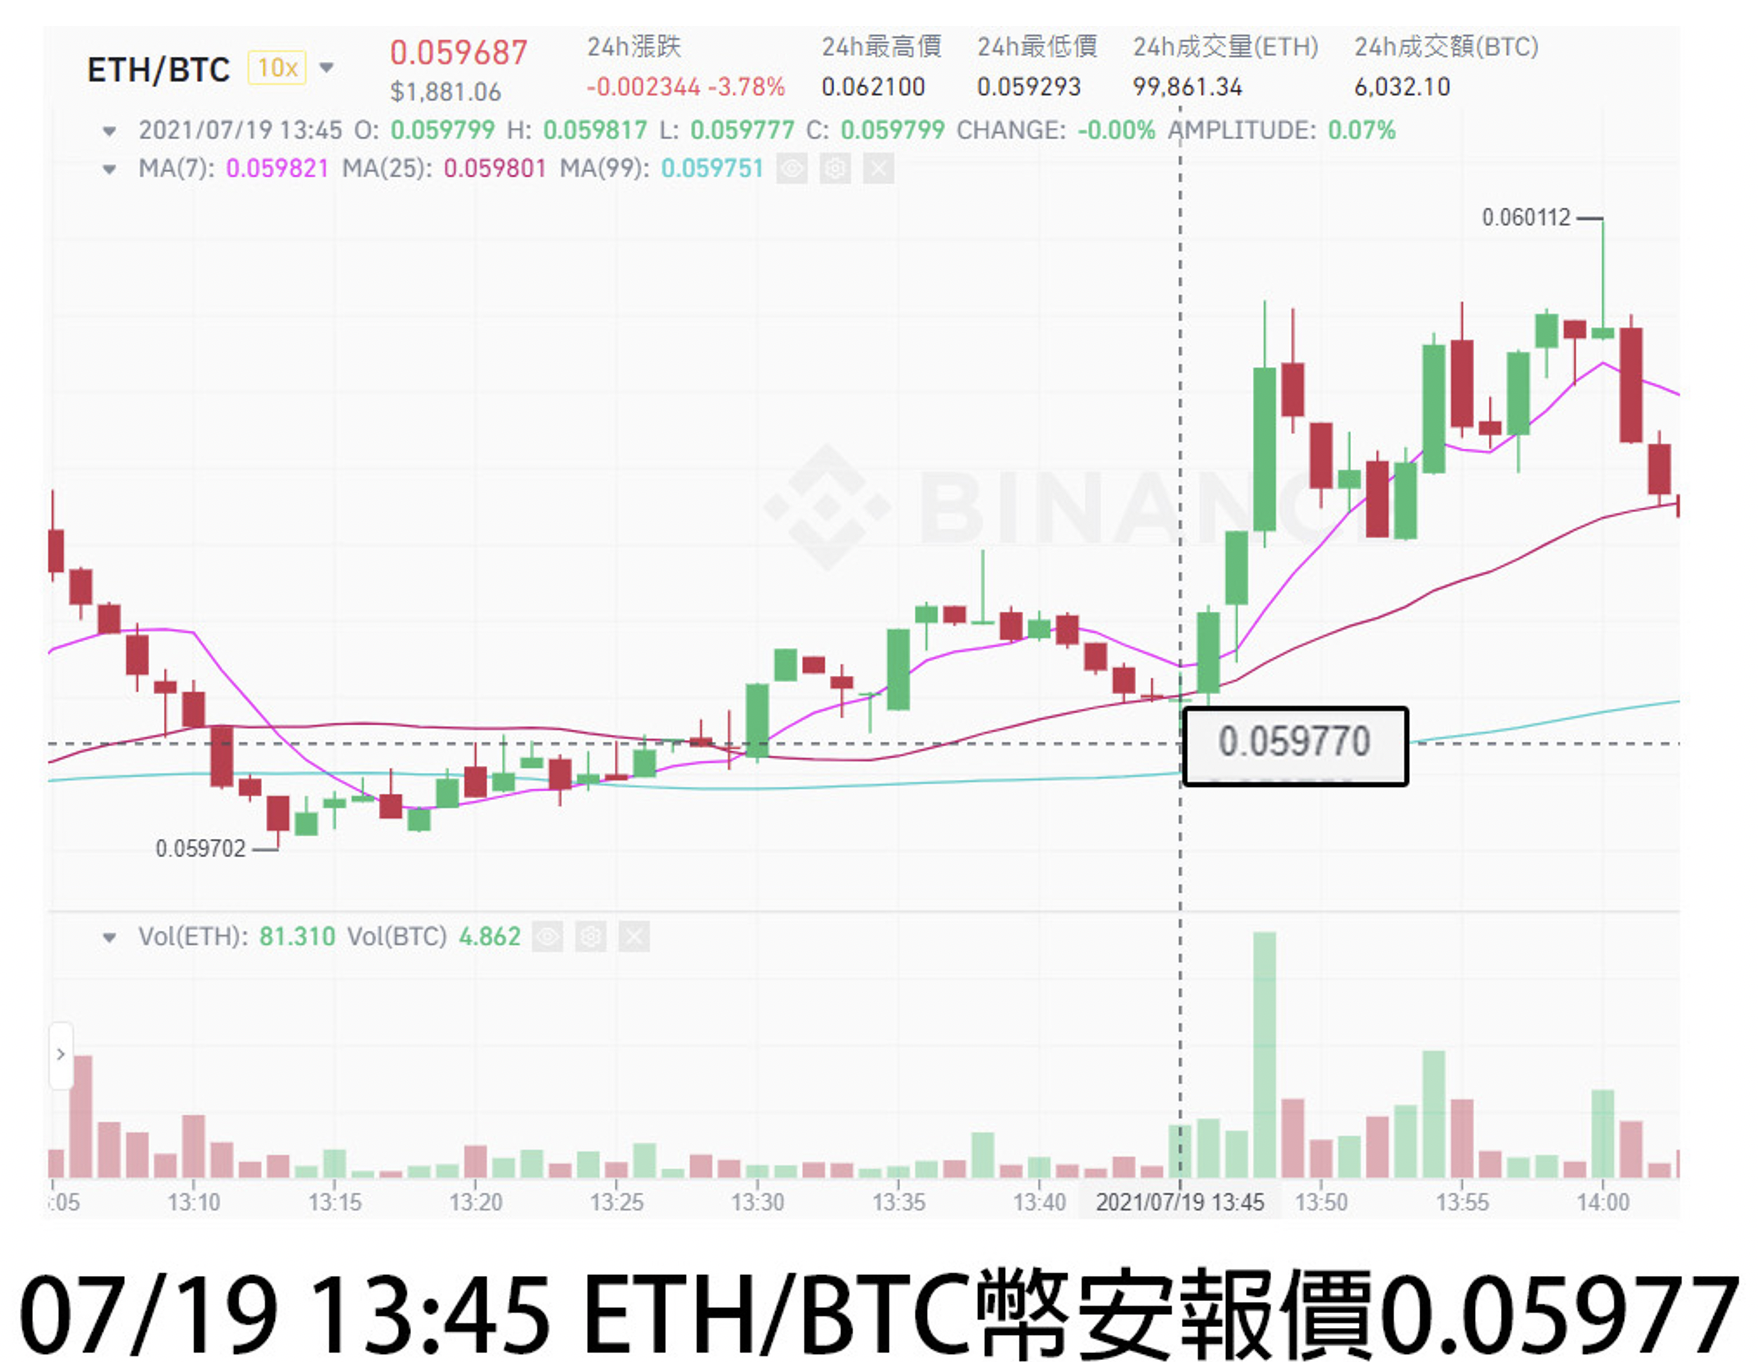 ETH/BTC 10x 0.059687 24h漲跌 24h最高價 24h最低價 24h成交量(ETH) 24h成交額(BTC)
$1,881.06 -0.002344 -3.78% 0.062100 0.059293 99,861.34 6,032.10
2021/07/19 13:45 O: 0.059799 H: 0.059817 L: 0.059777 C: 0.059799 CHANGE: -0.00% AMPLITUDE: 0.07%
MA(7): 0.059821 MA(25): 0.059801 MA(99): 0.059751
0.060112
BINANC
0.059770
0.059702
Vol(ETH): 81.310 Vol(BTC) 4.862
:05 13:10 13:15 13:20 13:25 13:30 13:35 13:40 2021/07/19 13:45 13:50 13:55 14:00
07/19 13:45 ETH/BTC幣安報價0.05977